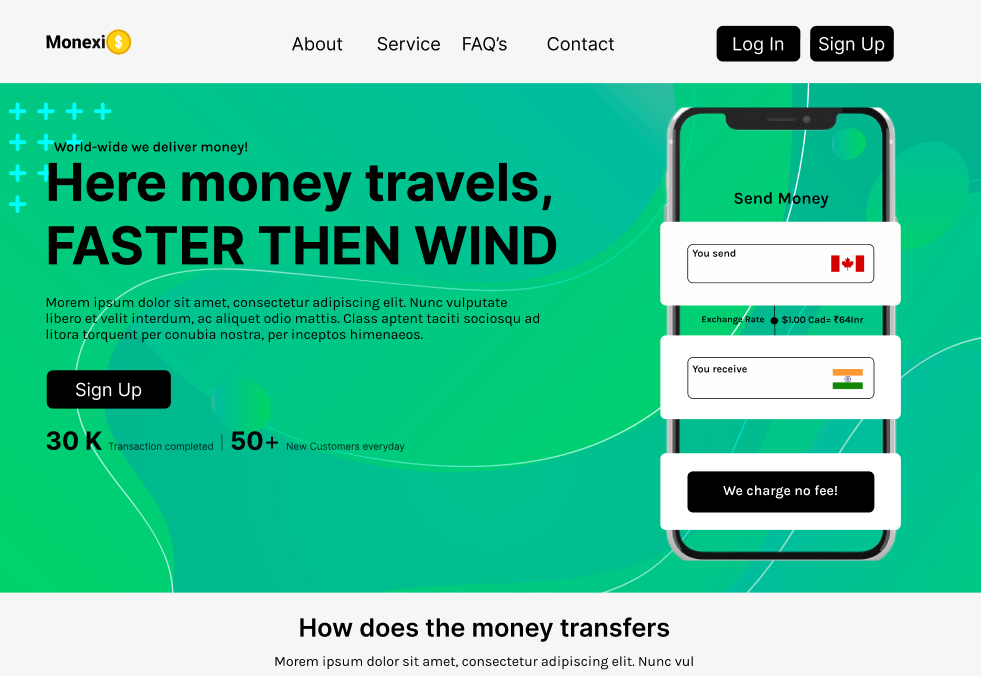 Monexi$
About Service FAQ's Contact
Log In Sign Up
World-wide we deliver money!
Here money travels,
FASTER THEN WIND
Morem ipsum dolor sit amet, consectetur adipiscing elit. Nunc vulputate
libero et velit interdum, ac aliquet odio mattis. Class aptent taciti sociosqu ad
litora torquent per conubia nostra, per inceptos himenaeos.
Sign Up
30 K Transaction completed | 50+ New Customers everyday
Send Money
You send
Exchange Rate $1.00 Cad= ₹64Inr
You receive
We charge no fee!
How does the money transfers
Morem ipsum dolor sit amet, consectetur adipiscing elit. Nunc vul